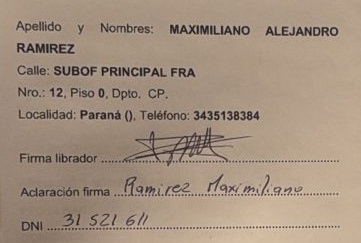 Apellido y Nombres: MAXIMILIANO ALEJANDRO
RAMIREZ
Calle: SUBOF PRINCIPAL FRA
Nro.: 12, Piso 0, Dpto. CP.
Localidad: Paraná (), Teléfono: 3435138384
Firma librador
Aclaración firma Ramirez Maximiliano
DNI 31 521 611